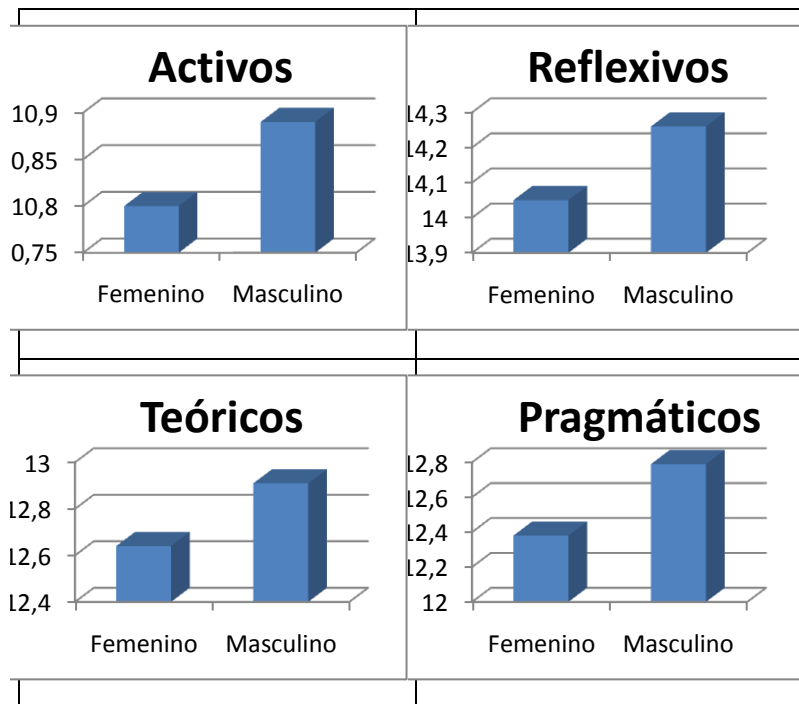 Activos
10,9
0,85
10,8
0,75
Femenino Masculino
Reflexivos
14,3
14,2
14,1
14
13,9
Femenino Masculino
Teóricos
13
12,8
12,6
12,4
Femenino Masculino
Pragmáticos
12,8
12,6
12,4
12,2
12
Femenino Masculino